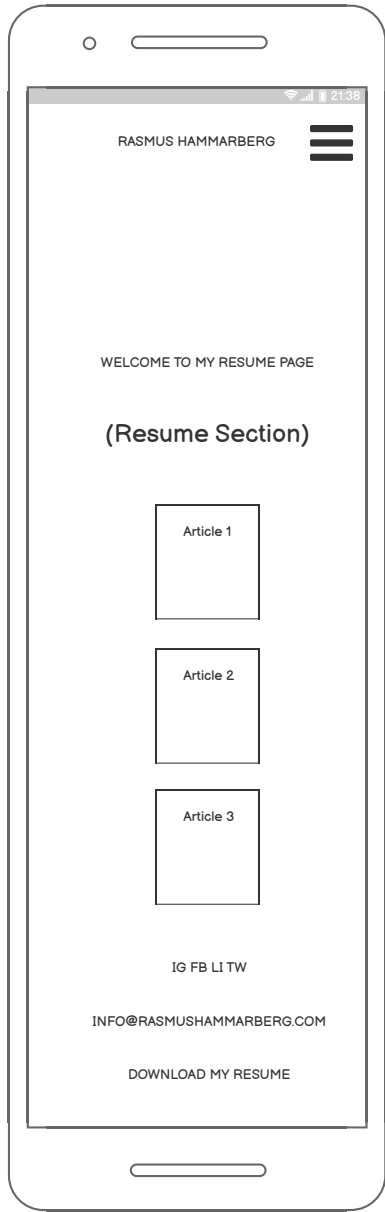 21:38
RASMUS HAMMARBERG
WELCOME TO MY RESUME PAGE
(Resume Section)
Article 1
Article 2
Article 3
IG FB LI TW
INFO@RASMUSHAMMARBERG.COM
DOWNLOAD MY RESUME